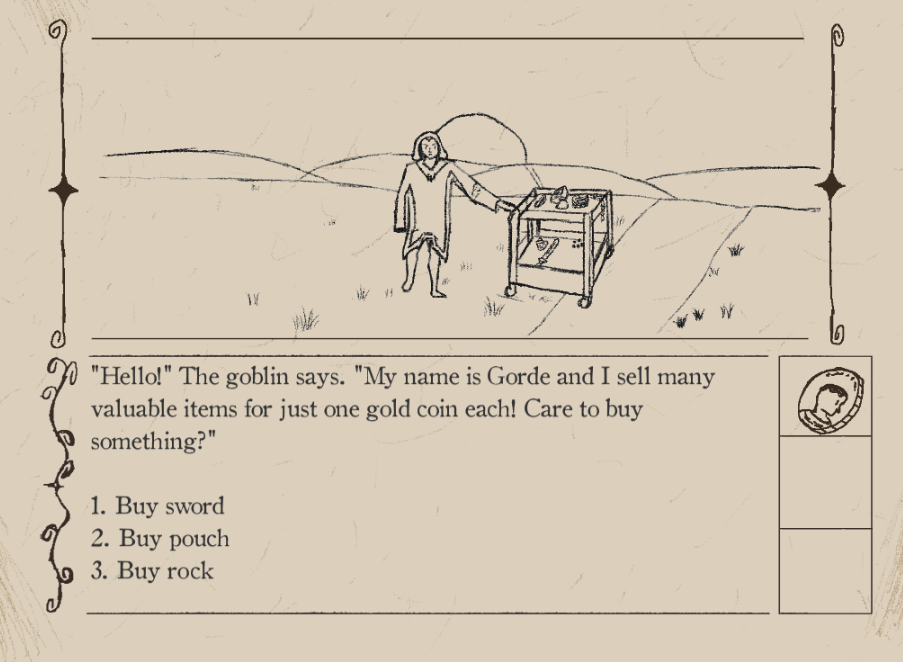 "Hello!" The goblin says. "My name is Gorde and I sell many
valuable items for just one gold coin each! Care to buy
something?"
1. Buy sword
2. Buy pouch
3. Buy rock